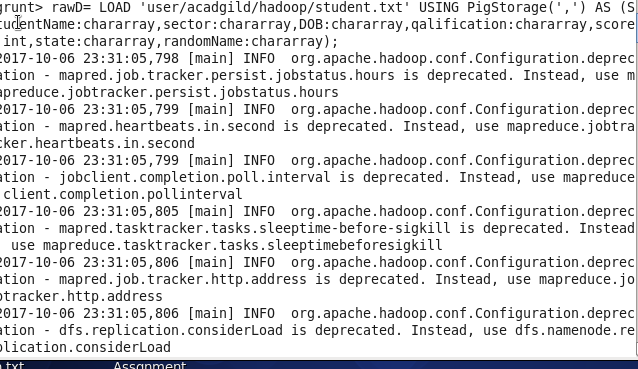 grunt> rawD= LOAD 'user/acadgild/hadoop/student.txt' USING PigStorage(',') AS (S
tudentName:chararray,sector:chararray,DOB:chararray,qalification:chararray,score
int,state:chararray,randomName:chararray);
2017-10-06 23:31:05,798 [main] INFO  org.apache.hadoop.conf.Configuration.deprec
ation - mapred.job.tracker.persist.jobstatus.hours is deprecated. Instead, use m
apreduce.jobtracker.persist.jobstatus.hours
2017-10-06 23:31:05,799 [main] INFO  org.apache.hadoop.conf.Configuration.deprec
ation - mapred.heartbeats.in.second is deprecated. Instead, use mapreduce.jobtra
cker.heartbeats.in.second
2017-10-06 23:31:05,799 [main] INFO  org.apache.hadoop.conf.Configuration.deprec
ation - jobclient.completion.poll.interval is deprecated. Instead, use mapreduce
.client.completion.pollinterval
2017-10-06 23:31:05,805 [main] INFO  org.apache.hadoop.conf.Configuration.deprec
ation - mapred.tasktracker.tasks.sleeptime-before-sigkill is deprecated. Instead
use mapreduce.tasktracker.tasks.sleeptimebeforesigkill
2017-10-06 23:31:05,806 [main] INFO  org.apache.hadoop.conf.Configuration.deprec
ation - mapred.job.tracker.http.address is deprecated. Instead, use mapreduce.jo
btracker.http.address
2017-10-06 23:31:05,806 [main] INFO  org.apache.hadoop.conf.Configuration.deprec
ation - dfs.replication.considerLoad is deprecated. Instead, use dfs.namenode.re
plication.considerLoad
.txt Assignment